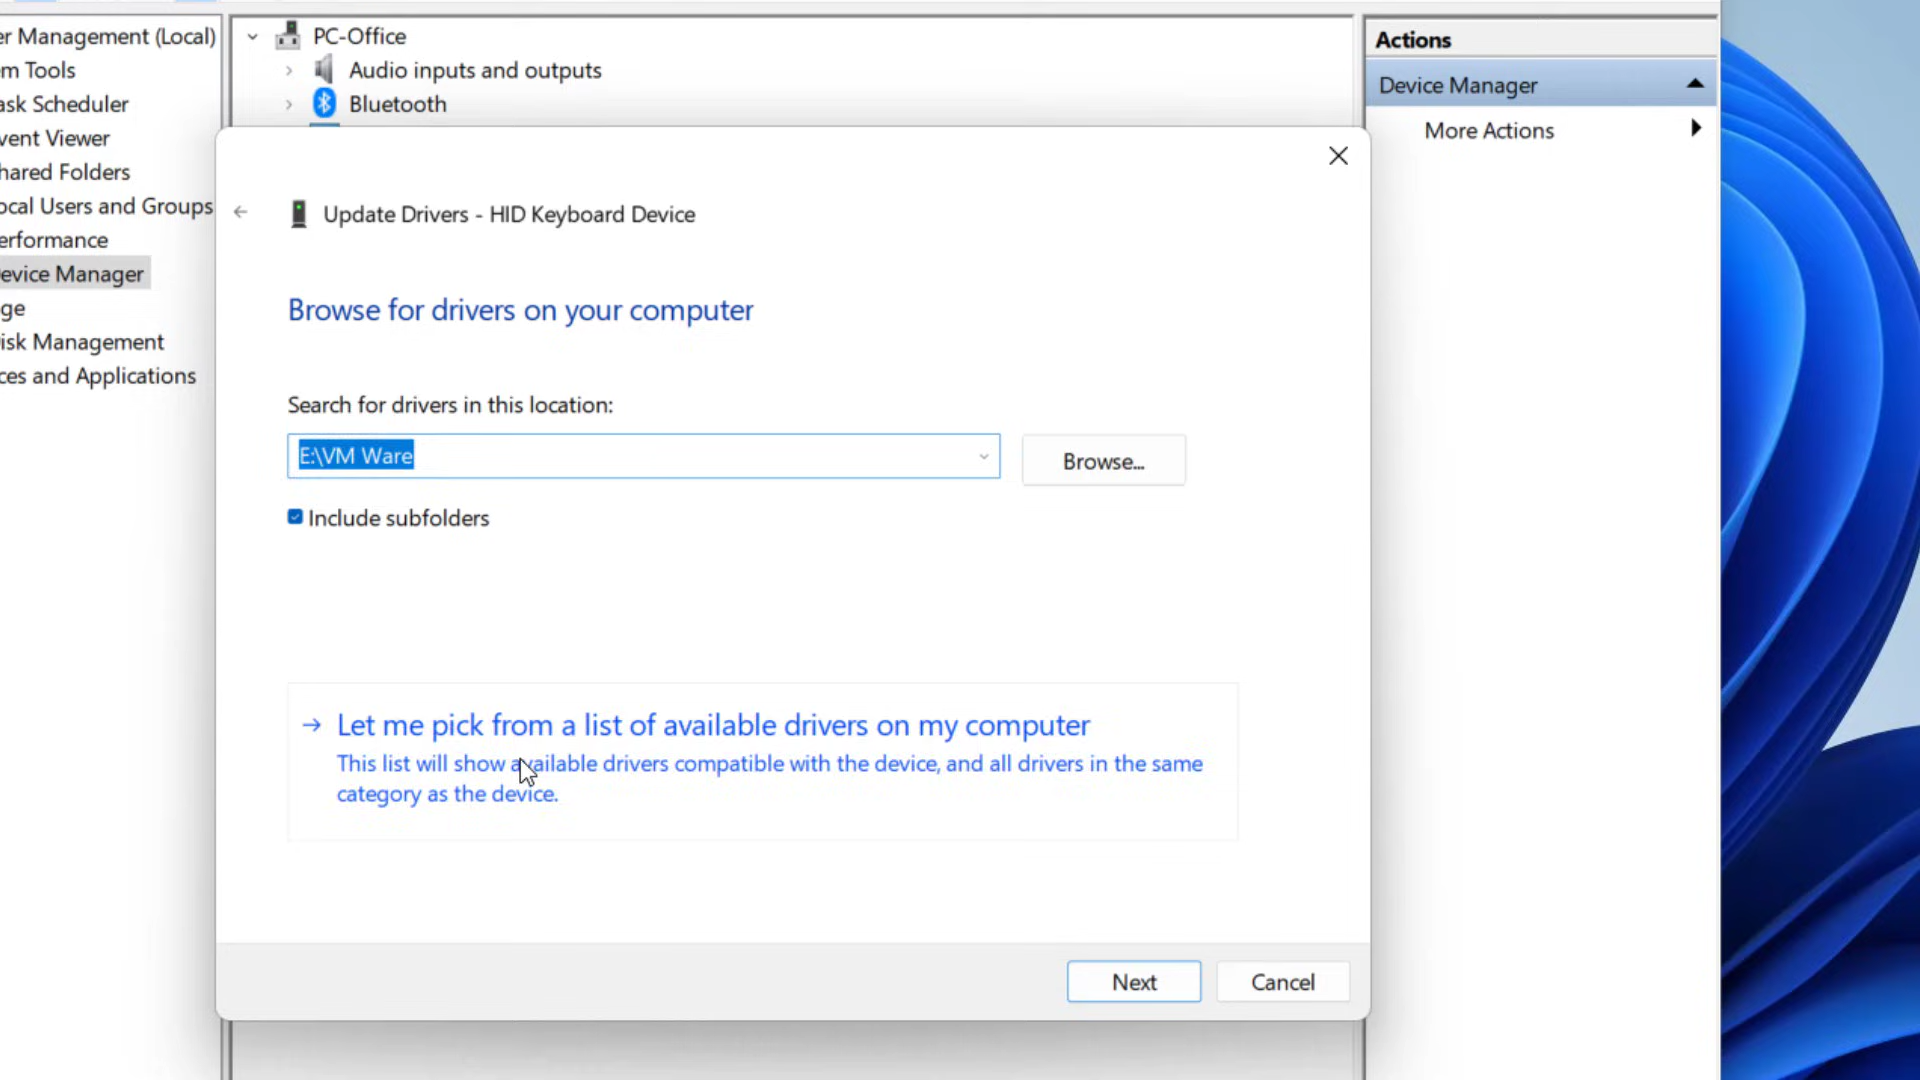 er Management (Local)
m Tools
ask Scheduler
vent Viewer
hared Folders
ocal Users and Groups
erformance
evice Manager
ge
isk Management
ces and Applications
PC-Office
Audio inputs and outputs
Bluetooth
Update Drivers - HID Keyboard Device
Browse for drivers on your computer
Search for drivers in this location:
E:\VM Ware
Browse...
Include subfolders
Let me pick from a list of available drivers on my computer
This list will show available drivers compatible with the device, and all drivers in the same
category as the device.
Next
Cancel
Actions
Device Manager
More Actions